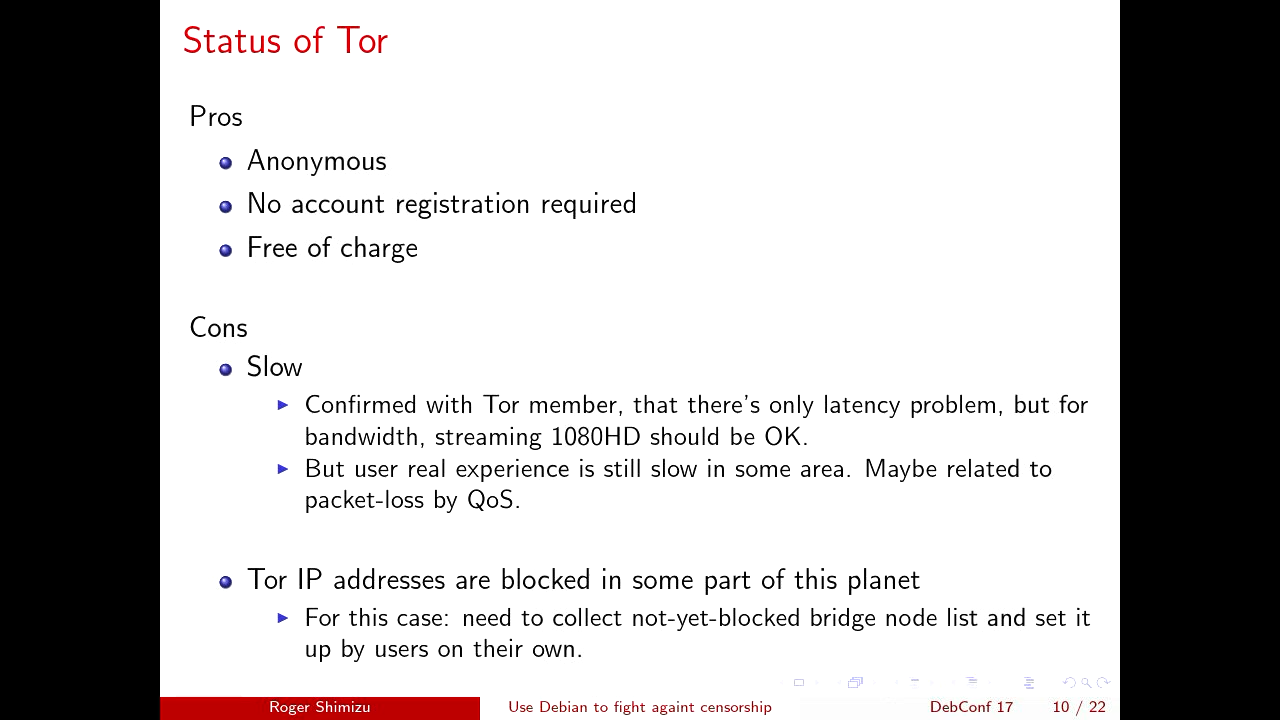 Status of Tor
Pros
Anonymous
No account registration required
Free of charge
Cons
Slow
Confirmed with Tor member, that there's only latency problem, but for
bandwidth, streaming 1080HD should be OK.
But user real experience is still slow in some area. Maybe related to
packet-loss by QoS.
Tor IP addresses are blocked in some part of this planet
For this case: need to collect not-yet-blocked bridge node list and set it
up by users on their own.
Roger Shimizu
Use Debian to fight againt censorship
DebConf 17
10 / 22